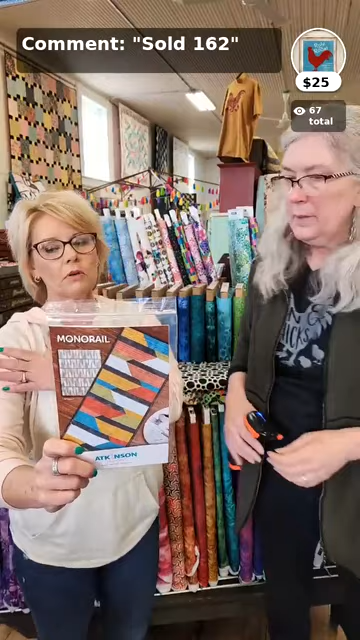 Comment: "Sold 162"
$25
67
total
MONORAIL
ATKINSON